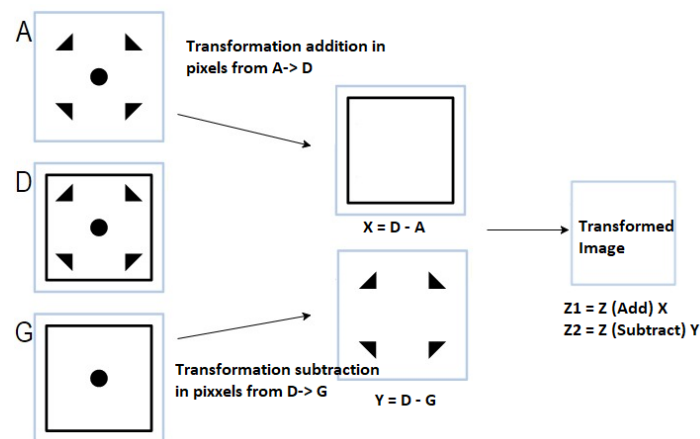 A
Transformation addition in
pixels from A-> D
D
X = D - A
Transformed
Image
Z1 = Z (Add) X
Z2 = Z (Subtract) Y
G
Transformation subtraction
in pixxels from D-> G
Y = D - G